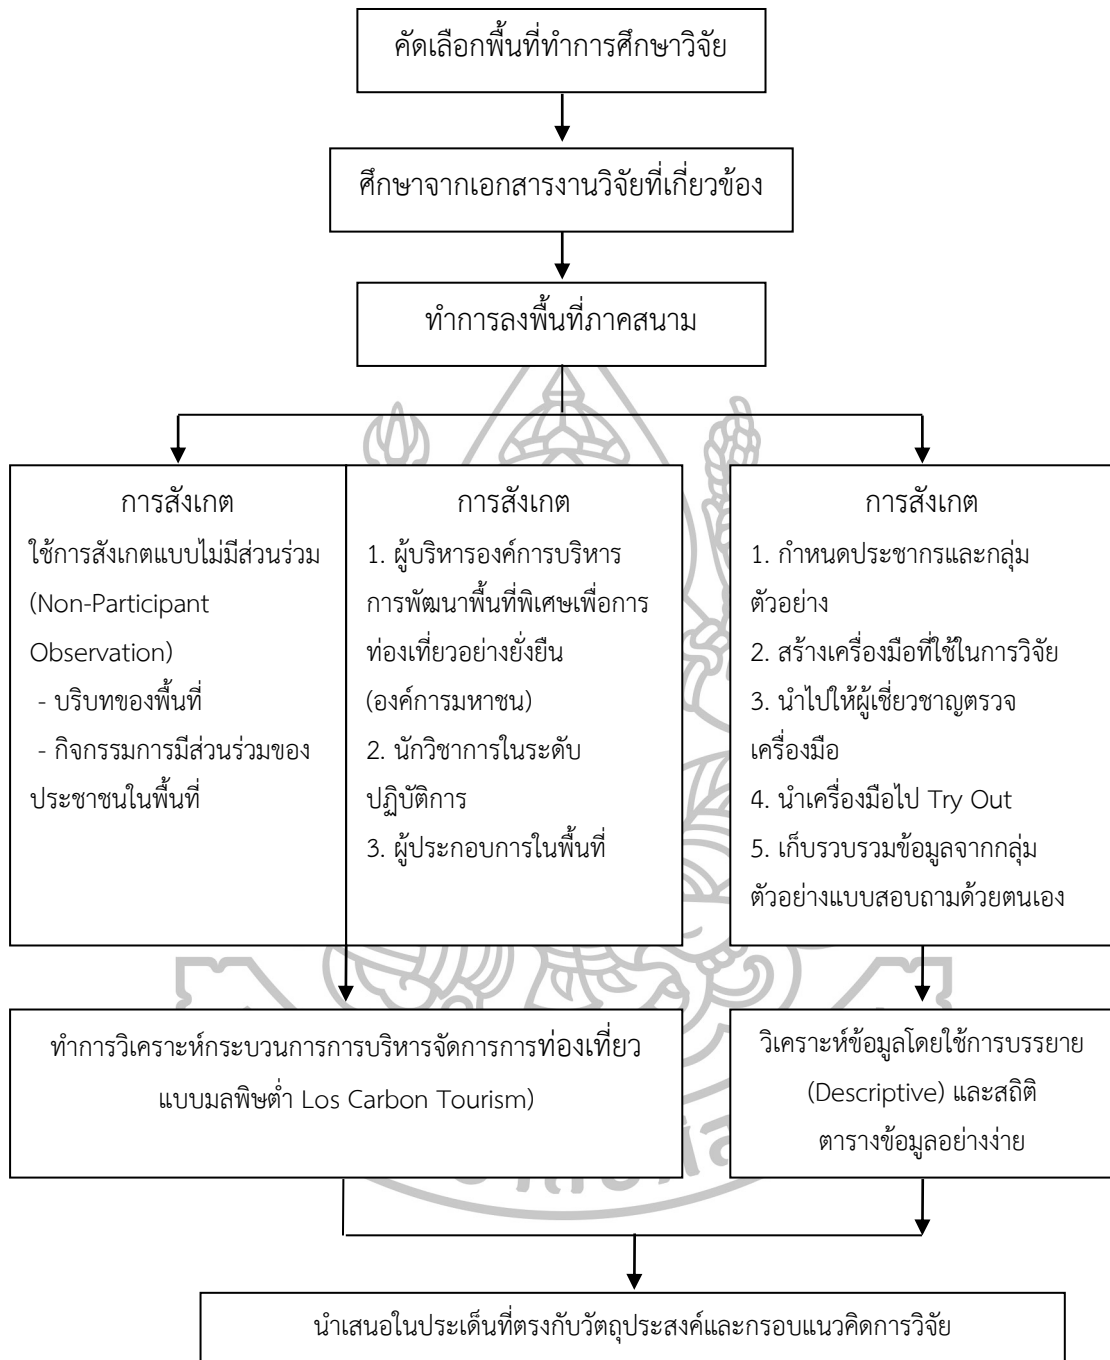 คัดเลือกพื้นที่ทำการศึกษาวิจัย
ศึกษาจากเอกสารงานวิจัยที่เกี่ยวข้อง
ทำการลงพื้นที่ภาคสนาม
การสังเกต
ใช้การสังเกตแบบไม่มีส่วนร่วม
(Non-Participant
Observation)
- บริบทของพื้นที่
- กิจกรรมการมีส่วนร่วมของ
ประชาชนในพื้นที่
การสังเกต
1. ผู้บริหารองค์การบริหาร
การพัฒนาพื้นที่พิเศษเพื่อการ
ท่องเที่ยวอย่างยั่งยืน
(องค์การมหาชน)
2. นักวิชาการในระดับ
ปฏิบัติการ
3. ผู้ประกอบการในพื้นที่
การสังเกต
1. กำหนดประชากรและกลุ่ม
ตัวอย่าง
2. สร้างเครื่องมือที่ใช้ในการวิจัย
3. นำไปให้ผู้เชี่ยวชาญตรวจ
เครื่องมือ
4. นำเครื่องมือไป Try Out
5. เก็บรวบรวมข้อมูลจากกลุ่ม
ตัวอย่างแบบสอบถามด้วยตนเอง
ทำการวิเคราะห์กระบวนการการบริหารจัดการการท่องเที่ยว
แบบมลพิษต่ำ Los Carbon Tourism)
วิเคราะห์ข้อมูลโดยใช้การบรรยาย
(Descriptive) และสถิติ
ตารางข้อมูลอย่างง่าย
นำเสนอในประเด็นที่ตรงกับวัตถุประสงค์และกรอบแนวคิดการวิจัย